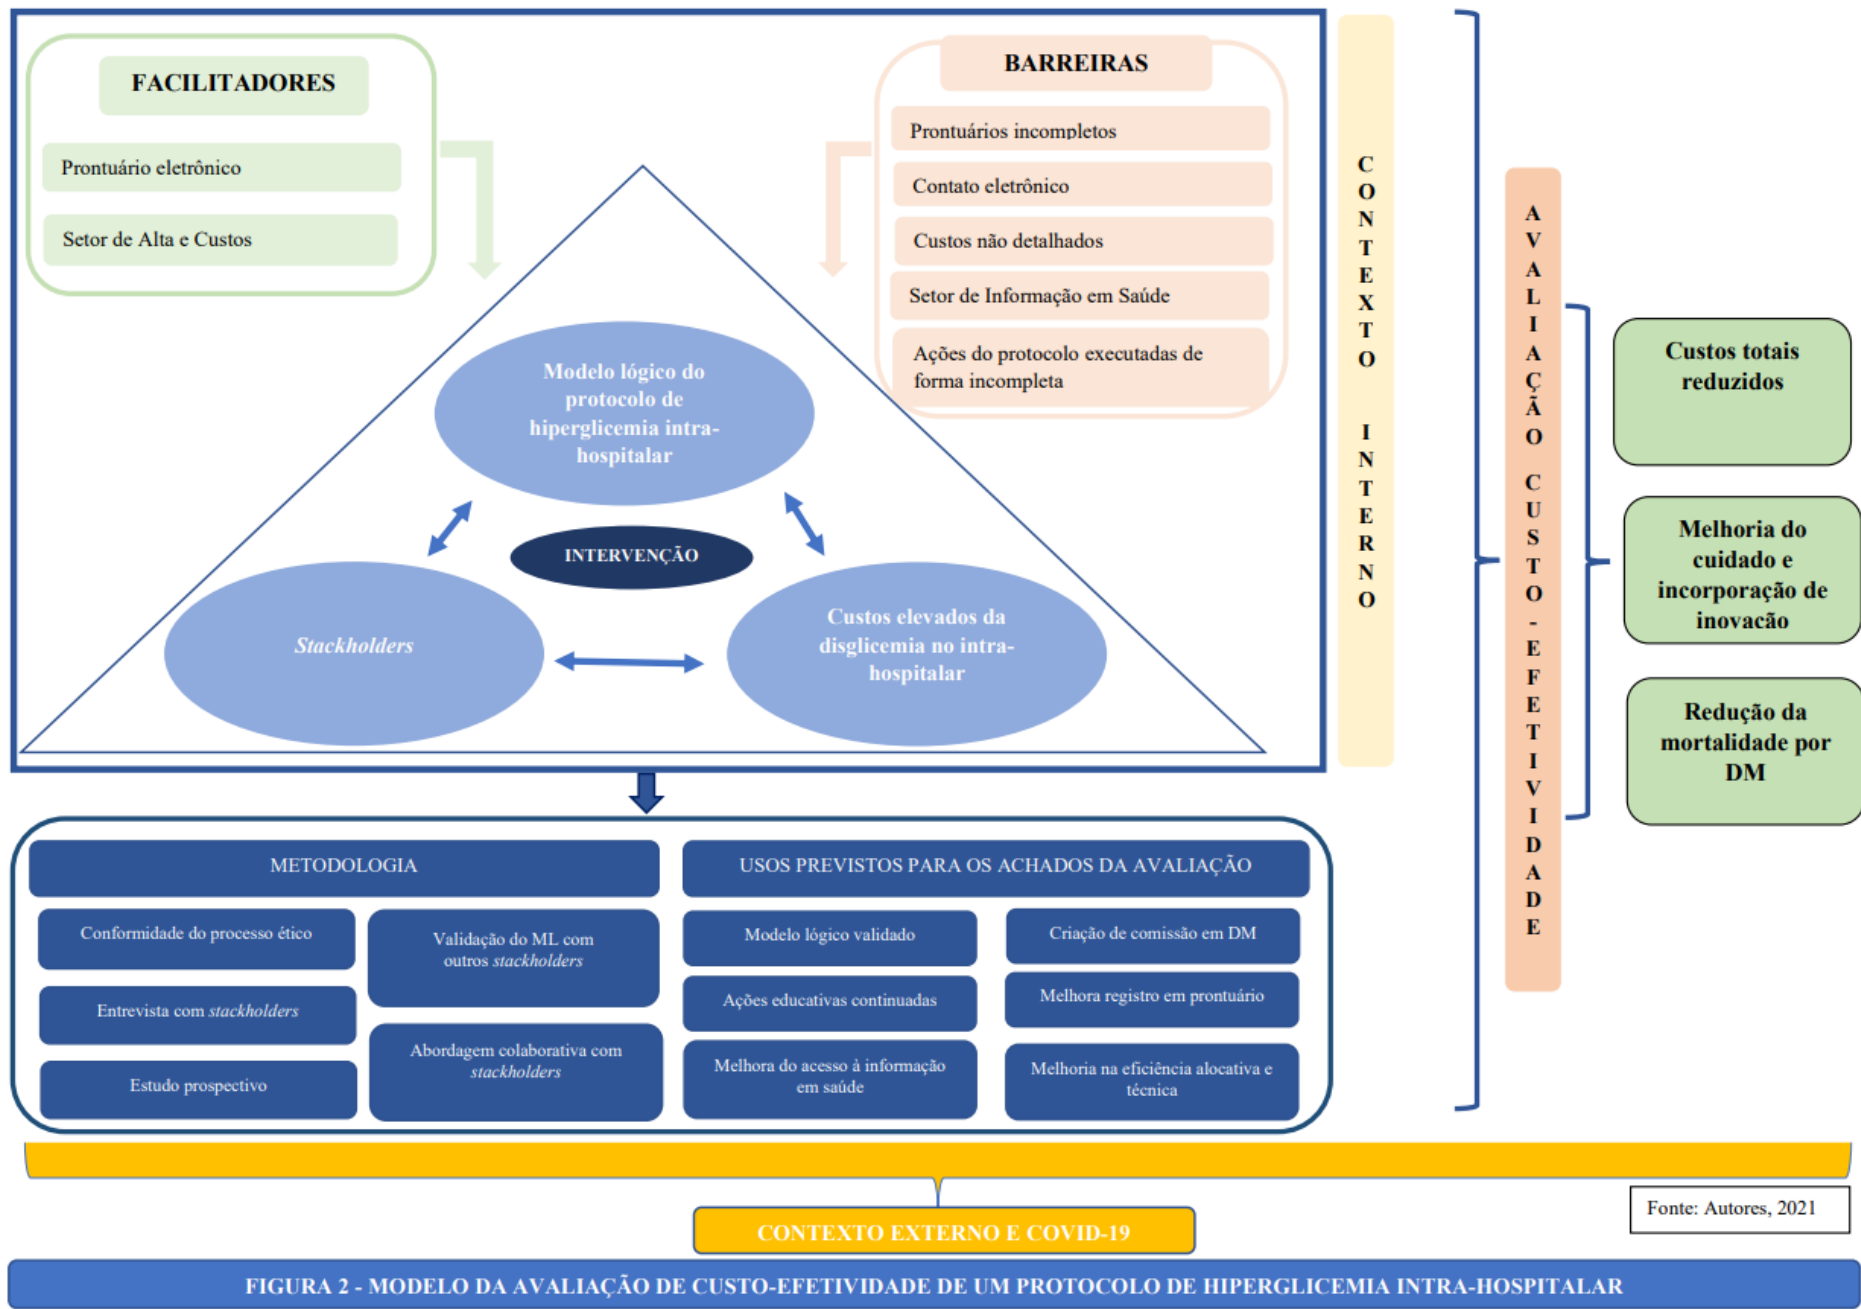 FACILITADORES
Prontuário eletrônico
Setor de Alta e Custos
BARREIRAS
Prontuários incompletos
Contato eletrônico
Custos não detalhados
Setor de Informação em Saúde
Ações do protocolo executadas de
forma incompleta
Modelo lógico do
protocolo de
hiperglicemia intra-
hospitalar
INTERVENÇÃO
Stackholders
Custos elevados da
disglicemia no intra-
hospitalar
CONTEXTO INTERNO
AVALIAÇÃO CUSTO-EFETIVIDADE
Custos totais
reduzidos
Melhoria do
cuidado e
incorporação de
inovacão
Redução da
mortalidade por
DM
METODOLOGIA
Conformidade do processo ético
Entrevista com stackholders
Estudo prospectivo
Validação do ML com
outros stackholders
Abordagem colaborativa com
stackholders
USOS PREVISTOS PARA OS ACHADOS DA AVALIAÇÃO
Modelo lógico validado
Ações educativas continuadas
Melhora do acesso à informação
em saúde
Criação de comissão em DM
Melhora registro em prontuário
Melhoria na eficiência alocativa e
técnica
CONTEXTO EXTERNO E COVID-19
Fonte: Autores, 2021
FIGURA 2 - MODELO DA AVALIAÇÃO DE CUSTO-EFETIVIDADE DE UM PROTOCOLO DE HIPERGLICEMIA INTRA-HOSPITALAR